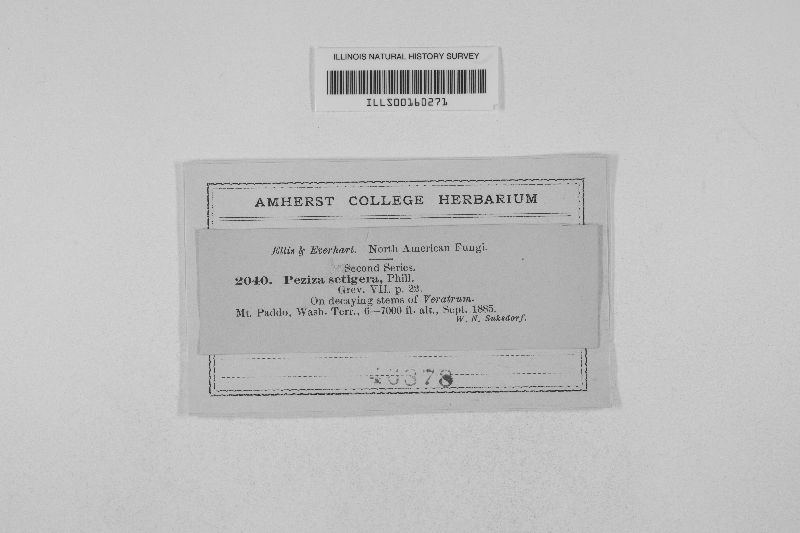 ILLINOIS NATURAL HISTORY SURVEY
ILLS00160271
AMHERST COLLEGE HERBARIUM
Ellis & Everhart. North American Fungi.
Second Series.
2040. Peziza setigera, Phill.
Grev. VII. p. 22.
On decaying stems of Veratrum.
Mt. Paddo, Wash. Terr., 6–7000 ft. alt., Sept. 1885.
W. N. Suksdorf.
40378